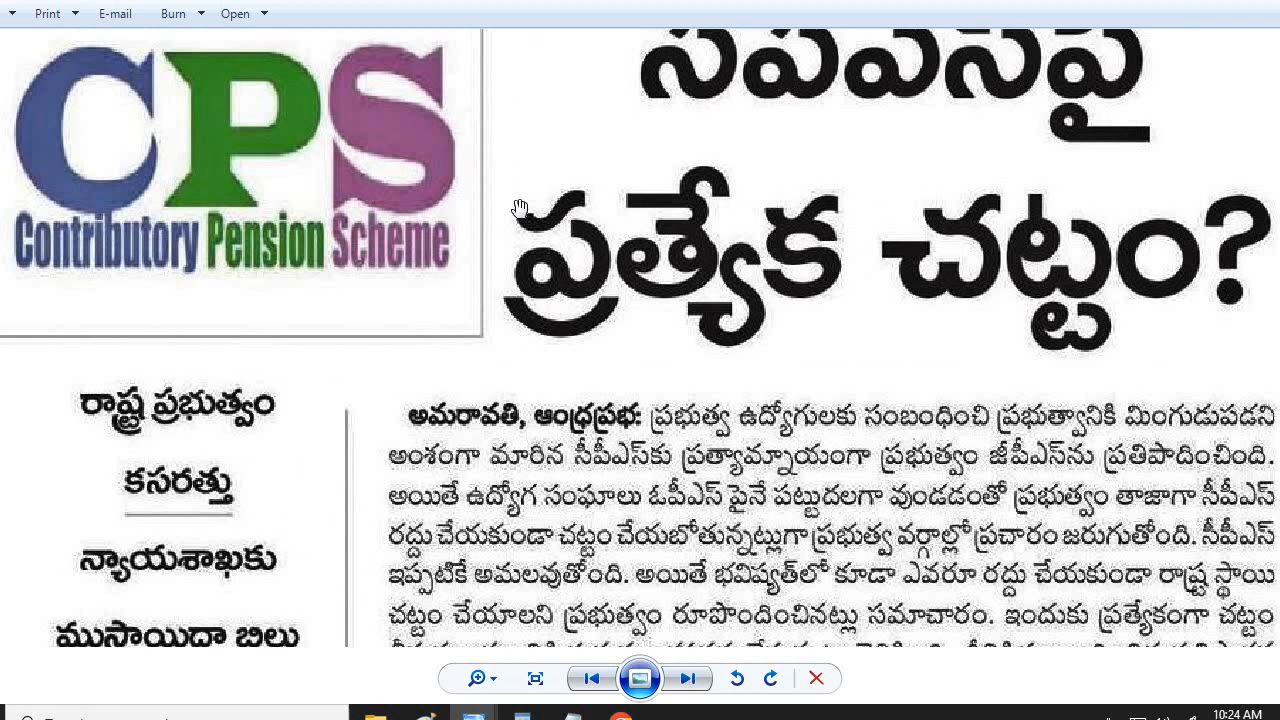 Print
E-mail
Burn
Open
CPS
Contributory Pension Scheme
సీపీఎస్‌పై
ప్రత్యేక చట్టం?
రాష్ట్ర ప్రభుత్వం
కసరత్తు
న్యాయశాఖకు
ముసాయిదా బిలు
అమరావతి, ఆంధ్రప్రభ: ప్రభుత్వ ఉద్యోగులకు సంబంధించి ప్రభుత్వానికి మింగుడుపడని
అంశంగా మారిన సీపీఎస్‌కు ప్రత్యామ్నాయంగా ప్రభుత్వం జీపీఎస్‌ను ప్రతిపాదించింది.
అయితే ఉద్యోగ సంఘాలు ఓపీఎస్ పైనే పట్టుదలగా వుండడంతో ప్రభుత్వం తాజాగా సీపీఎస్
రద్దు చేయకుండా చట్టం చేయబోతున్నట్లుగా ప్రభుత్వ వర్గాల్లో ప్రచారం జరుగుతోంది. సీపీఎస్
ఇప్పటికే అమలవుతోంది. అయితే భవిష్యత్‌లో కూడా ఎవరూ రద్దు చేయకుండా రాష్ట్ర స్థాయి
చట్టం చేయాలని ప్రభుత్వం రూపొందించినట్లు సమాచారం. ఇందుకు ప్రత్యేకంగా చట్టం
10:24 AM